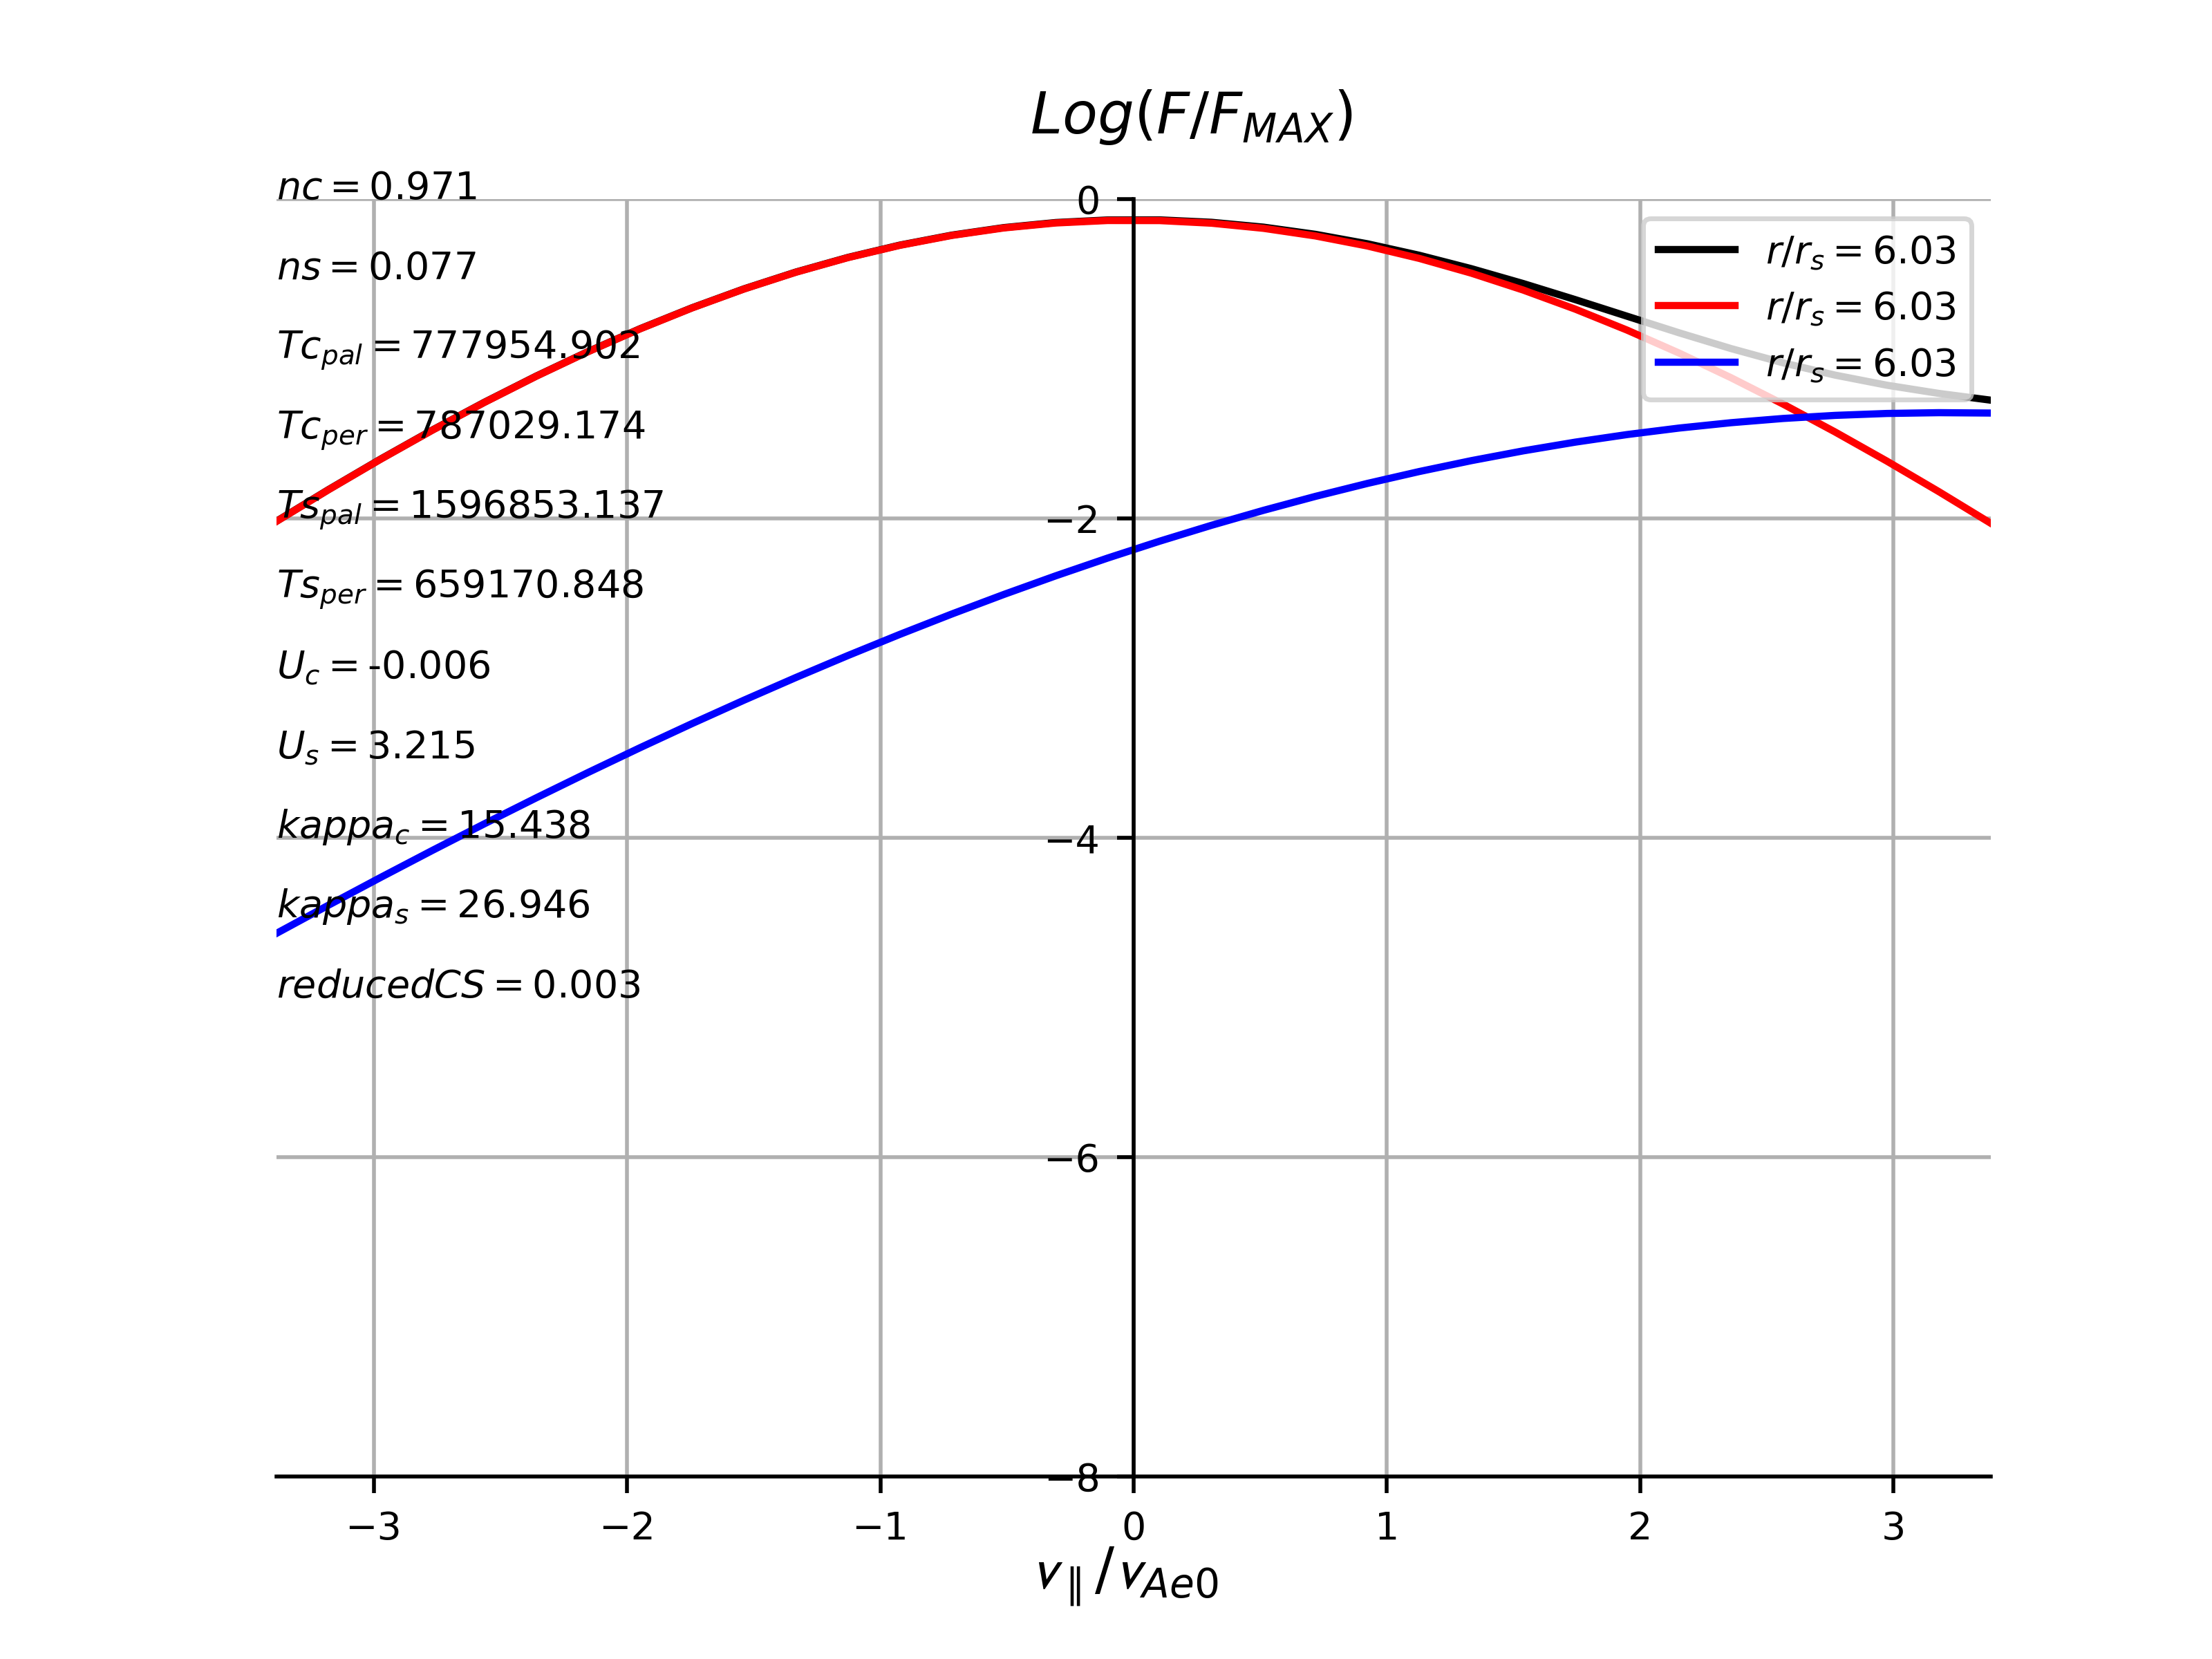 Log(F/F_MAX)
nc = 0.971
ns = 0.077
Tc_pal = 777954.902
Tc_per = 787029.174
Ts_pal = 1596853.137
Ts_per = 659170.848
U_c = -0.006
U_s = 3.215
kappa_c = 15.438
kappa_s = 26.946
reducedCS = 0.003
r/r_s = 6.03
r/r_s = 6.03
r/r_s = 6.03
0
−2
−4
−6
−8
−3 −2 −1 0 1 2 3
v_∥/v_Ae0